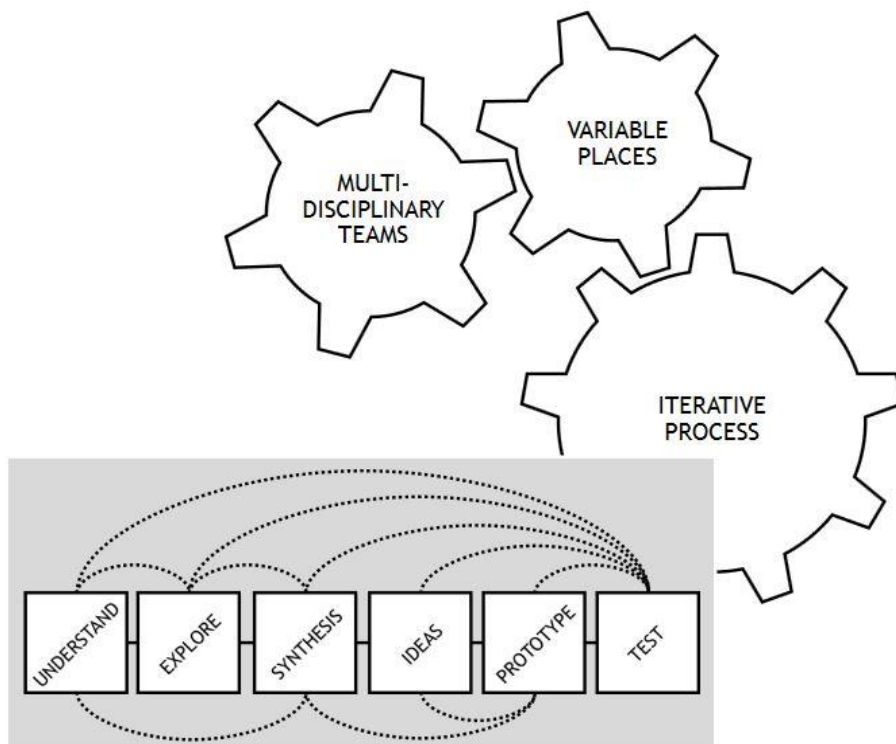 VARIABLE
PLACES
MULTI-
DISCIPLINARY
TEAMS
ITERATIVE
PROCESS
UNDERSTAND
EXPLORE
SYNTHESIS
IDEAS
PROTOTYPE
TEST